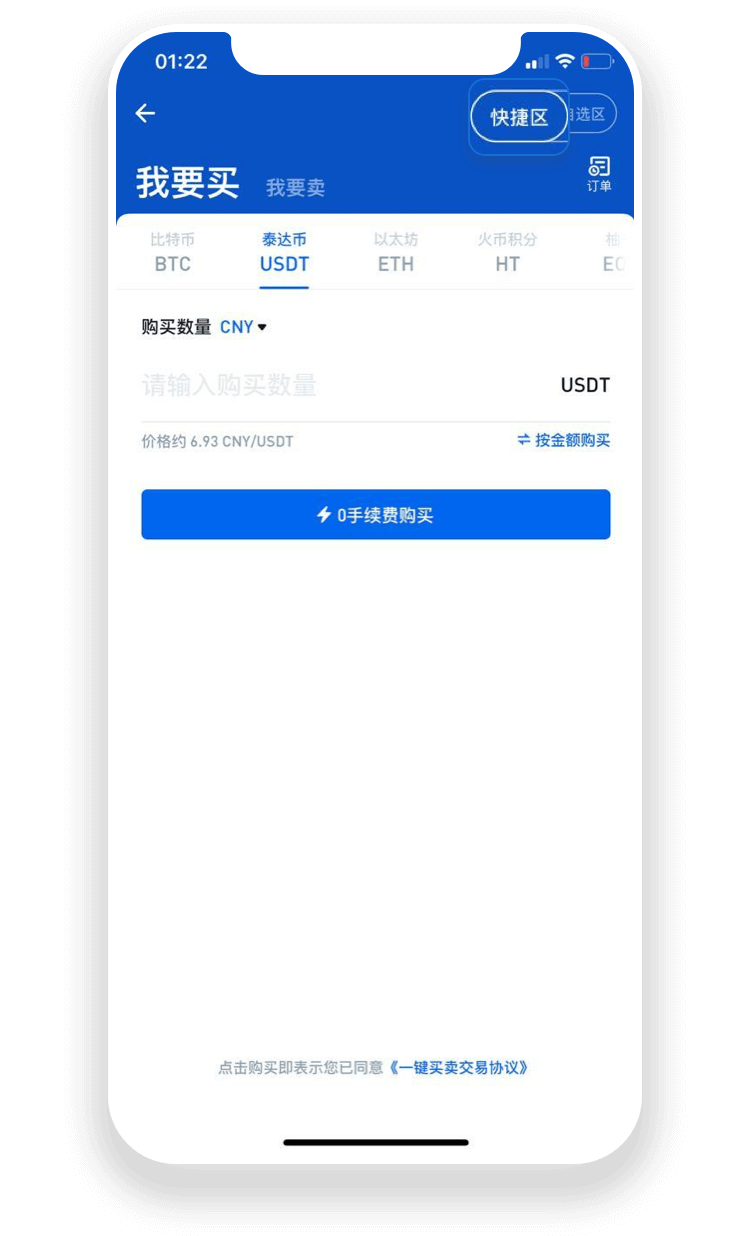 01:22
快捷区
自选区
我要买
我要卖
订单
比特币
BTC
泰达币
USDT
以太坊
ETH
火币积分
HT
柚
EO
购买数量 CNY
请输入购买数量
USDT
价格约 6.93 CNY/USDT
按金额购买
0手续费购买
点击购买即表示您已同意《一键买卖交易协议》